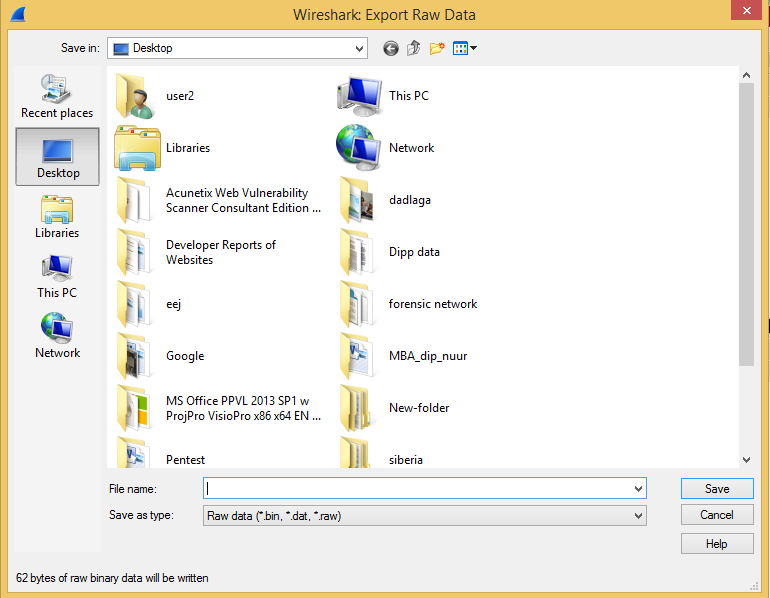 Wireshark: Export Raw Data
Save in:
Desktop
Recent places
Desktop
Libraries
This PC
Network
user2
This PC
Libraries
Network
Acunetix Web Vulnerability
Scanner Consultant Edition ...
dadlaga
Developer Reports of
Websites
Dipp data
eej
forensic network
Google
MBA_dip_nuur
MS Office PPVL 2013 SP1 w
ProjPro VisioPro x86 x64 EN ...
New-folder
Pentest
siberia
File name:
Save
Save as type:
Raw data (*.bin, *.dat, *.raw)
Cancel
Help
62 bytes of raw binary data will be written